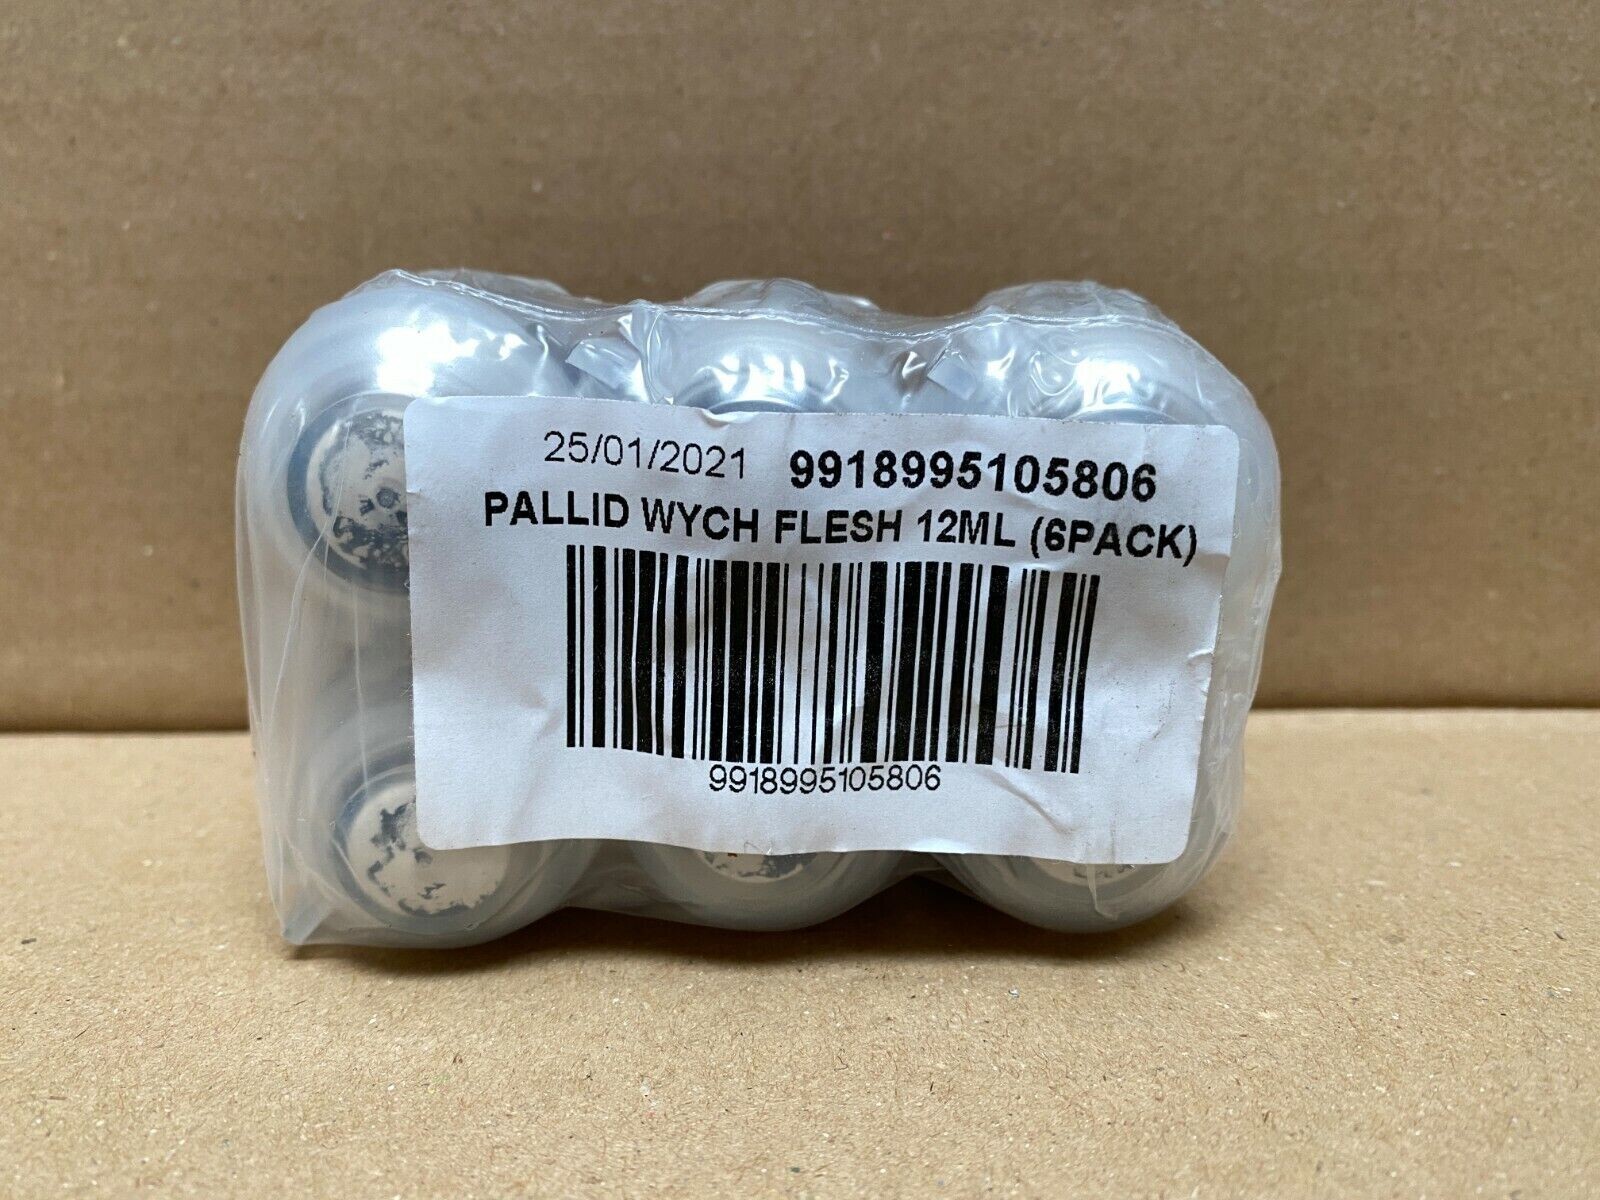 25/01/2021 9918995105806
PALLID WYCH FLESH 12ML (6PACK)
9918995105806